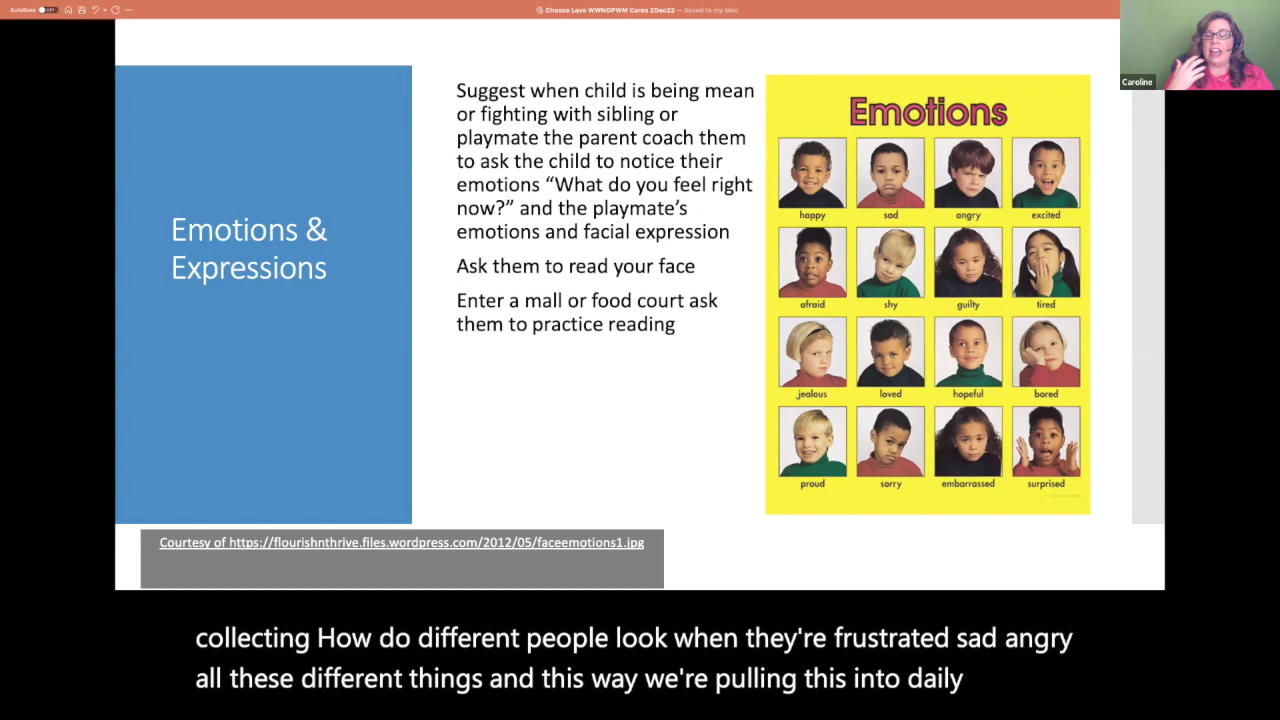 AutoSave OFF
Choose Love WWNOPWM Cares 2Dec22 — Saved to my Mac
Caroline
Emotions &
Expressions
Suggest when child is being mean
or fighting with sibling or
playmate the parent coach them
to ask the child to notice their
emotions “What do you feel right
now?” and the playmate’s
emotions and facial expression
Ask them to read your face
Enter a mall or food court ask
them to practice reading
Emotions
happy sad angry excited
afraid shy guilty tired
jealous loved hopeful bored
proud sorry embarrassed surprised
Courtesy of https://flourishnthrive.files.wordpress.com/2012/05/faceemotions1.jpg
collecting How do different people look when they're frustrated sad angry
all these different things and this way we're pulling this into daily